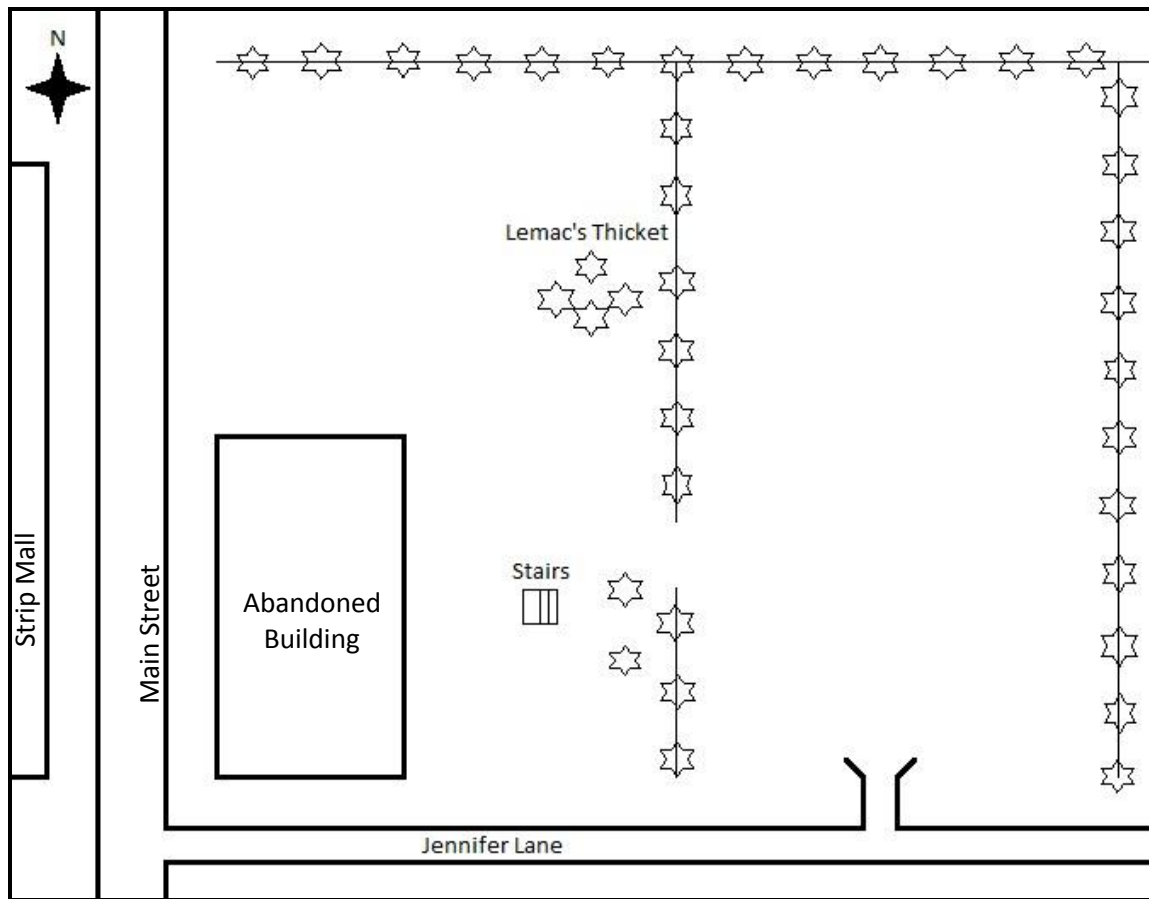 N
Lemac's Thicket
Stairs
Strip Mall
Main Street
Abandoned
Building
Jennifer Lane